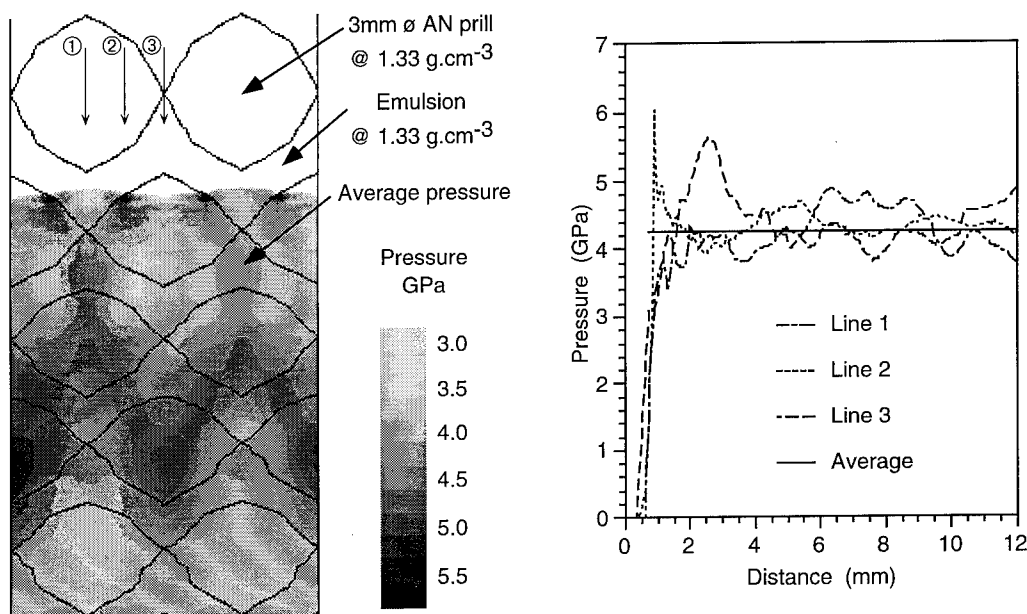 ① ② ③
3mm ø AN prill
@ 1.33 g.cm-3
Emulsion
@ 1.33 g.cm-3
Average pressure
Pressure
GPa
3.0
3.5
4.0
4.5
5.0
5.5
7
6
5
4
3
2
1
0
Pressure (GPa)
Line 1
Line 2
Line 3
Average
0 2 4 6 8 10 12
Distance (mm)